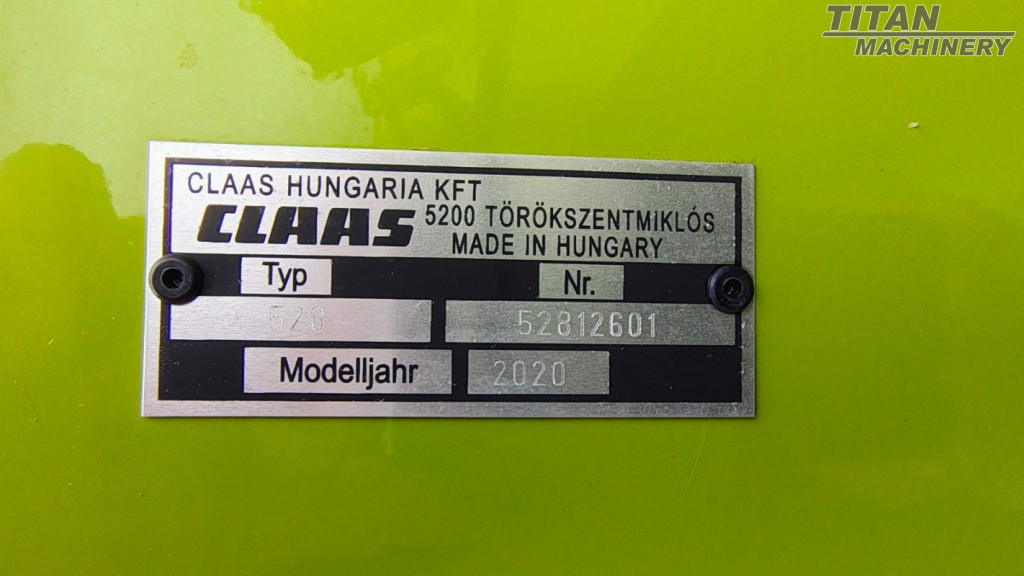 TITAN
MACHINERY
CLAAS HUNGARIA KFT
CLAAS 5200 TÖRÖKSZENTMIKLÓS
MADE IN HUNGARY
Typ Nr.
528 52812601
Modelljahr 2020